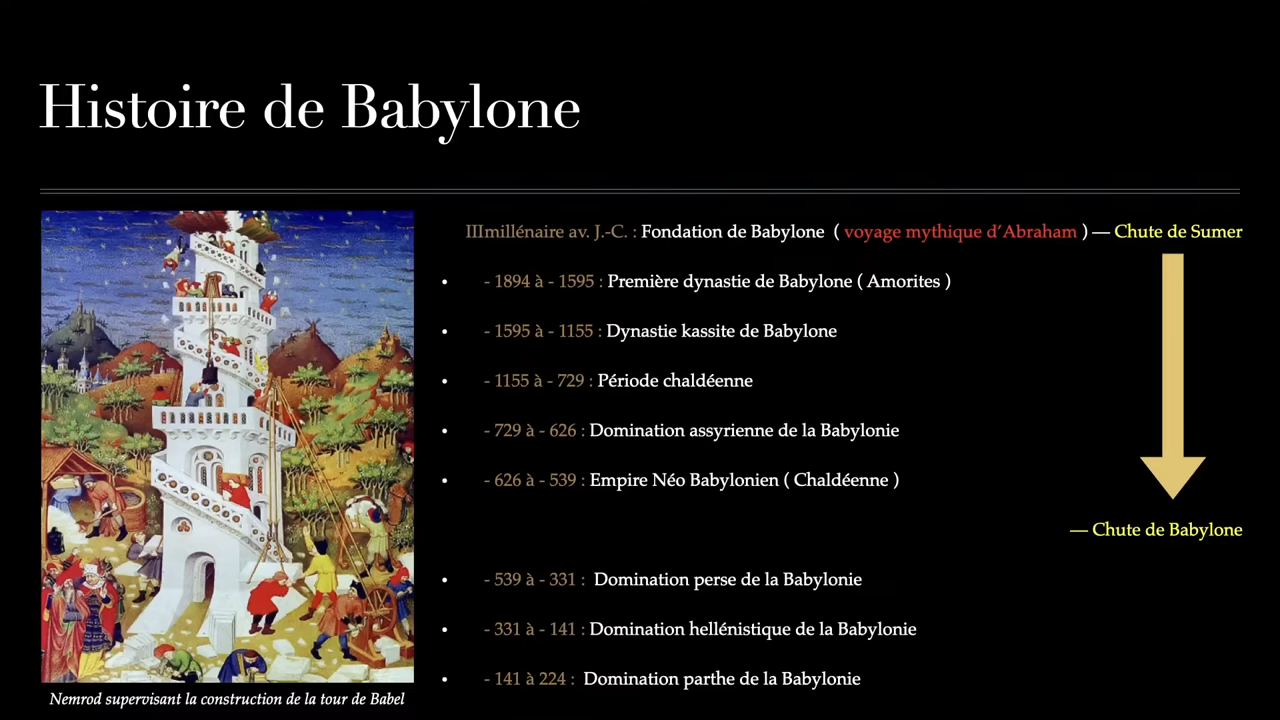 Histoire de Babylone
IIImillénaire av. J.-C. : Fondation de Babylone ( voyage mythique d'Abraham ) — Chute de Sumer
• - 1894 à - 1595 : Première dynastie de Babylone ( Amorites )
• - 1595 à - 1155 : Dynastie kassite de Babylone
• - 1155 à - 729 : Période chaldéenne
• - 729 à - 626 : Domination assyrienne de la Babylonie
• - 626 à - 539 : Empire Néo Babylonien ( Chaldéenne )
— Chute de Babylone
• - 539 à - 331 : Domination perse de la Babylonie
• - 331 à - 141 : Domination hellénistique de la Babylonie
• - 141 à 224 : Domination parthe de la Babylonie
Nemrod supervisant la construction de la tour de Babel